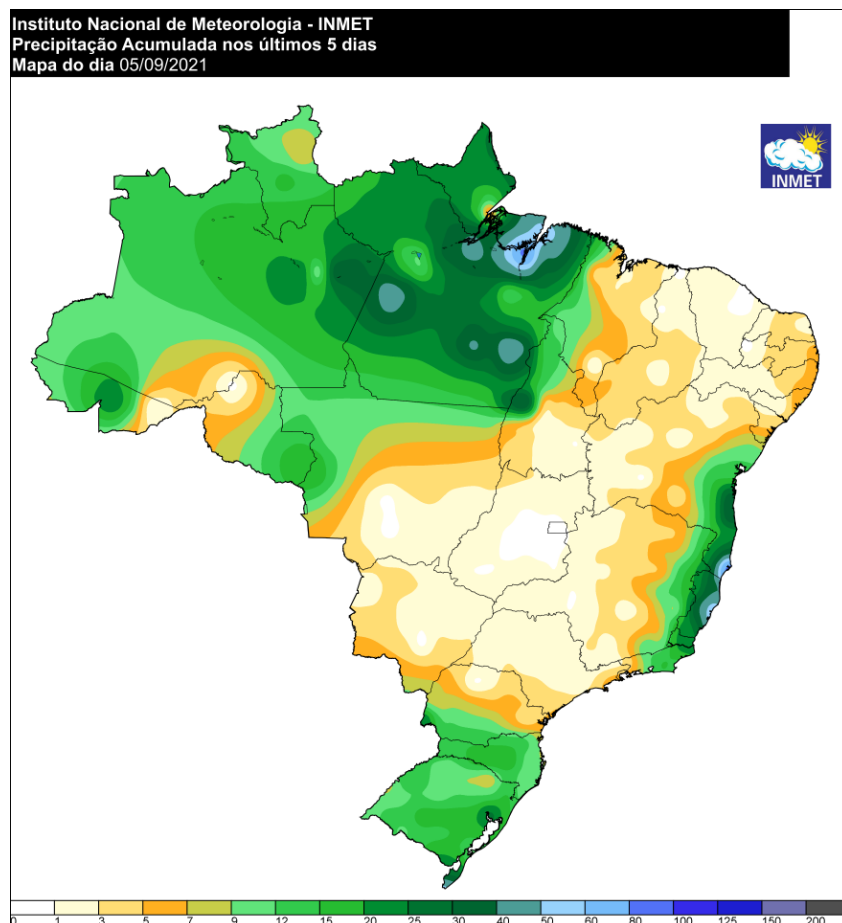 Instituto Nacional de Meteorologia - INMET
Precipitação Acumulada nos últimos 5 dias
Mapa do dia 05/09/2021
INMET
0 1 3 5 7 9 12 15 20 25 30 40 50 60 80 100 125 150 200